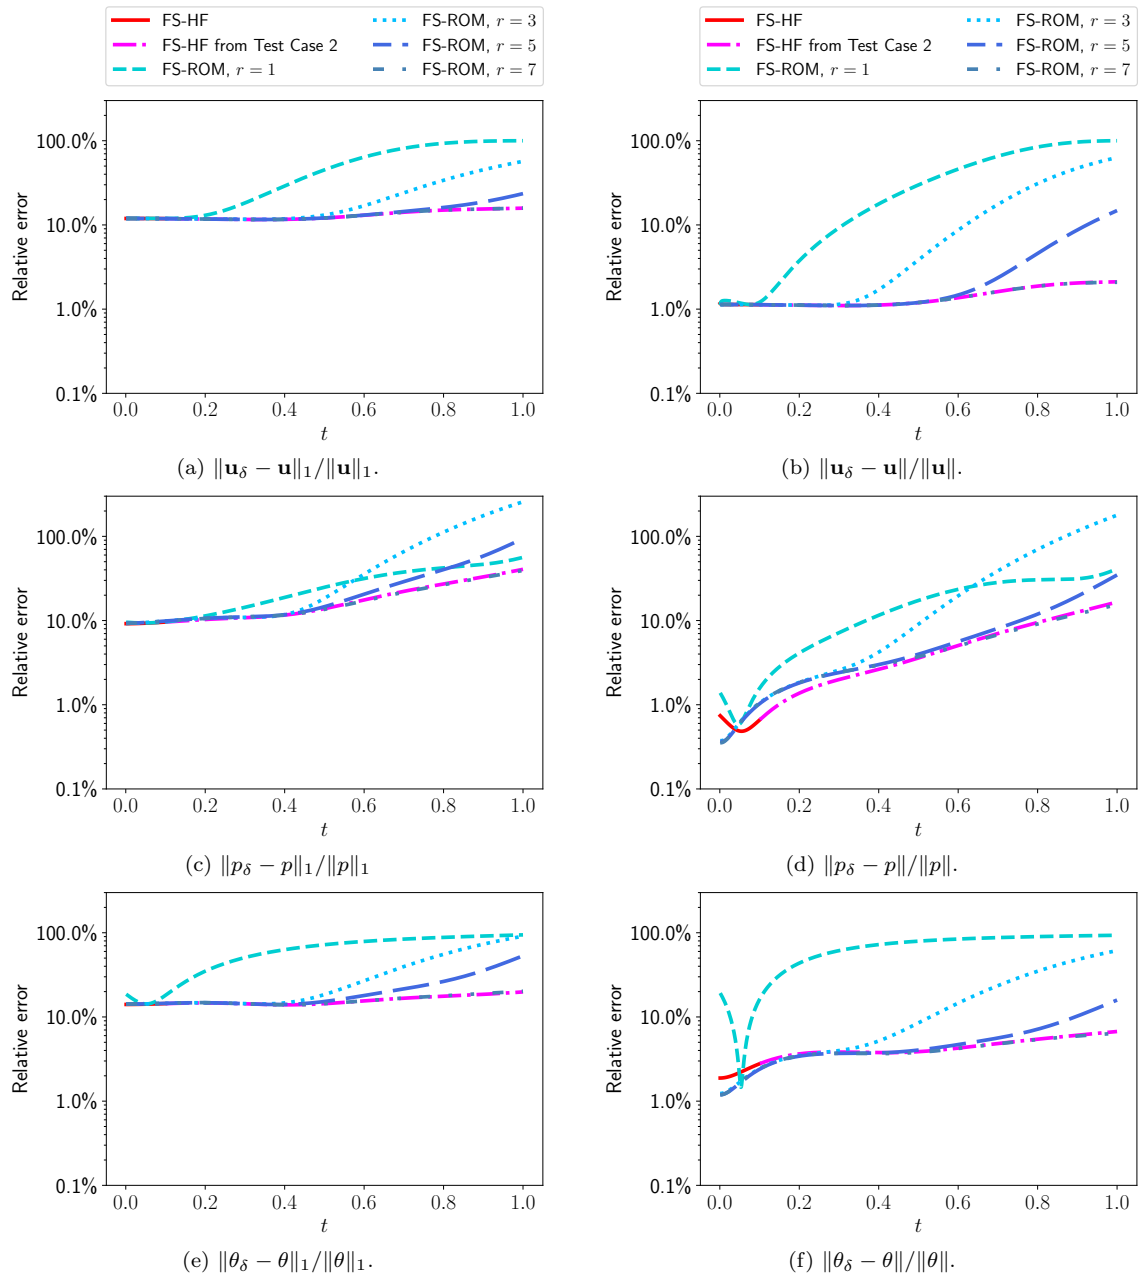 FS-HF
FS-HF from Test Case 2
FS-ROM, r = 1
FS-ROM, r = 3
FS-ROM, r = 5
FS-ROM, r = 7
FS-HF
FS-HF from Test Case 2
FS-ROM, r = 1
FS-ROM, r = 3
FS-ROM, r = 5
FS-ROM, r = 7
Relative error
100.0%
10.0%
1.0%
0.1%
0.0 0.2 0.4 0.6 0.8 1.0
t
(a) ‖𝐮_δ − 𝐮‖₁/‖𝐮‖₁.
Relative error
100.0%
10.0%
1.0%
0.1%
0.0 0.2 0.4 0.6 0.8 1.0
t
(b) ‖𝐮_δ − 𝐮‖/‖𝐮‖.
Relative error
100.0%
10.0%
1.0%
0.1%
0.0 0.2 0.4 0.6 0.8 1.0
t
(c) ‖p_δ − p‖₁/‖p‖₁
Relative error
100.0%
10.0%
1.0%
0.1%
0.0 0.2 0.4 0.6 0.8 1.0
t
(d) ‖p_δ − p‖/‖p‖.
Relative error
100.0%
10.0%
1.0%
0.1%
0.0 0.2 0.4 0.6 0.8 1.0
t
(e) ‖θ_δ − θ‖₁/‖θ‖₁.
Relative error
100.0%
10.0%
1.0%
0.1%
0.0 0.2 0.4 0.6 0.8 1.0
t
(f) ‖θ_δ − θ‖/‖θ‖.